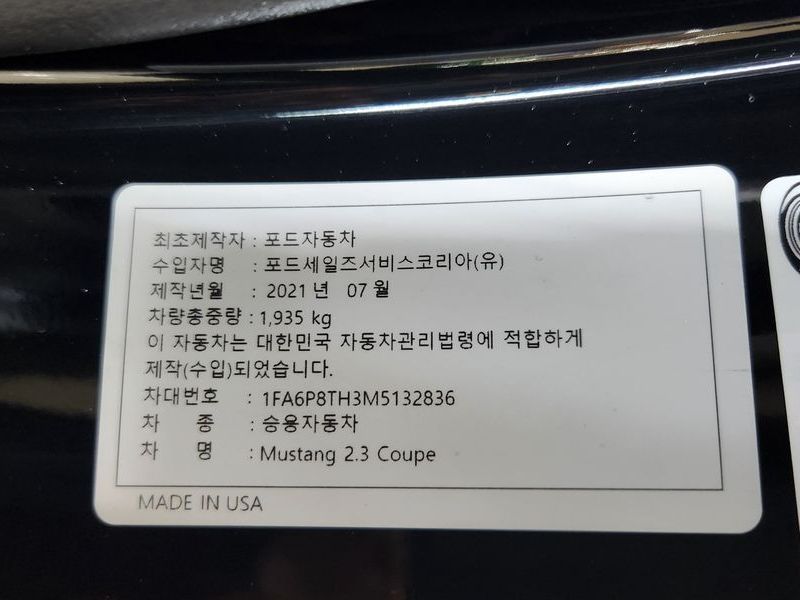 최초제작자 : 포드자동차
수입자명 : 포드세일즈서비스코리아(유)
제작년월 : 2021 년 07 월
차량총중량 : 1,935 kg
이 자동차는 대한민국 자동차관리법령에 적합하게
제작(수입)되었습니다.
차대번호 : 1FA6P8TH3M5132836
차 종 : 승용자동차
차 명 : Mustang 2.3 Coupe
MADE IN USA